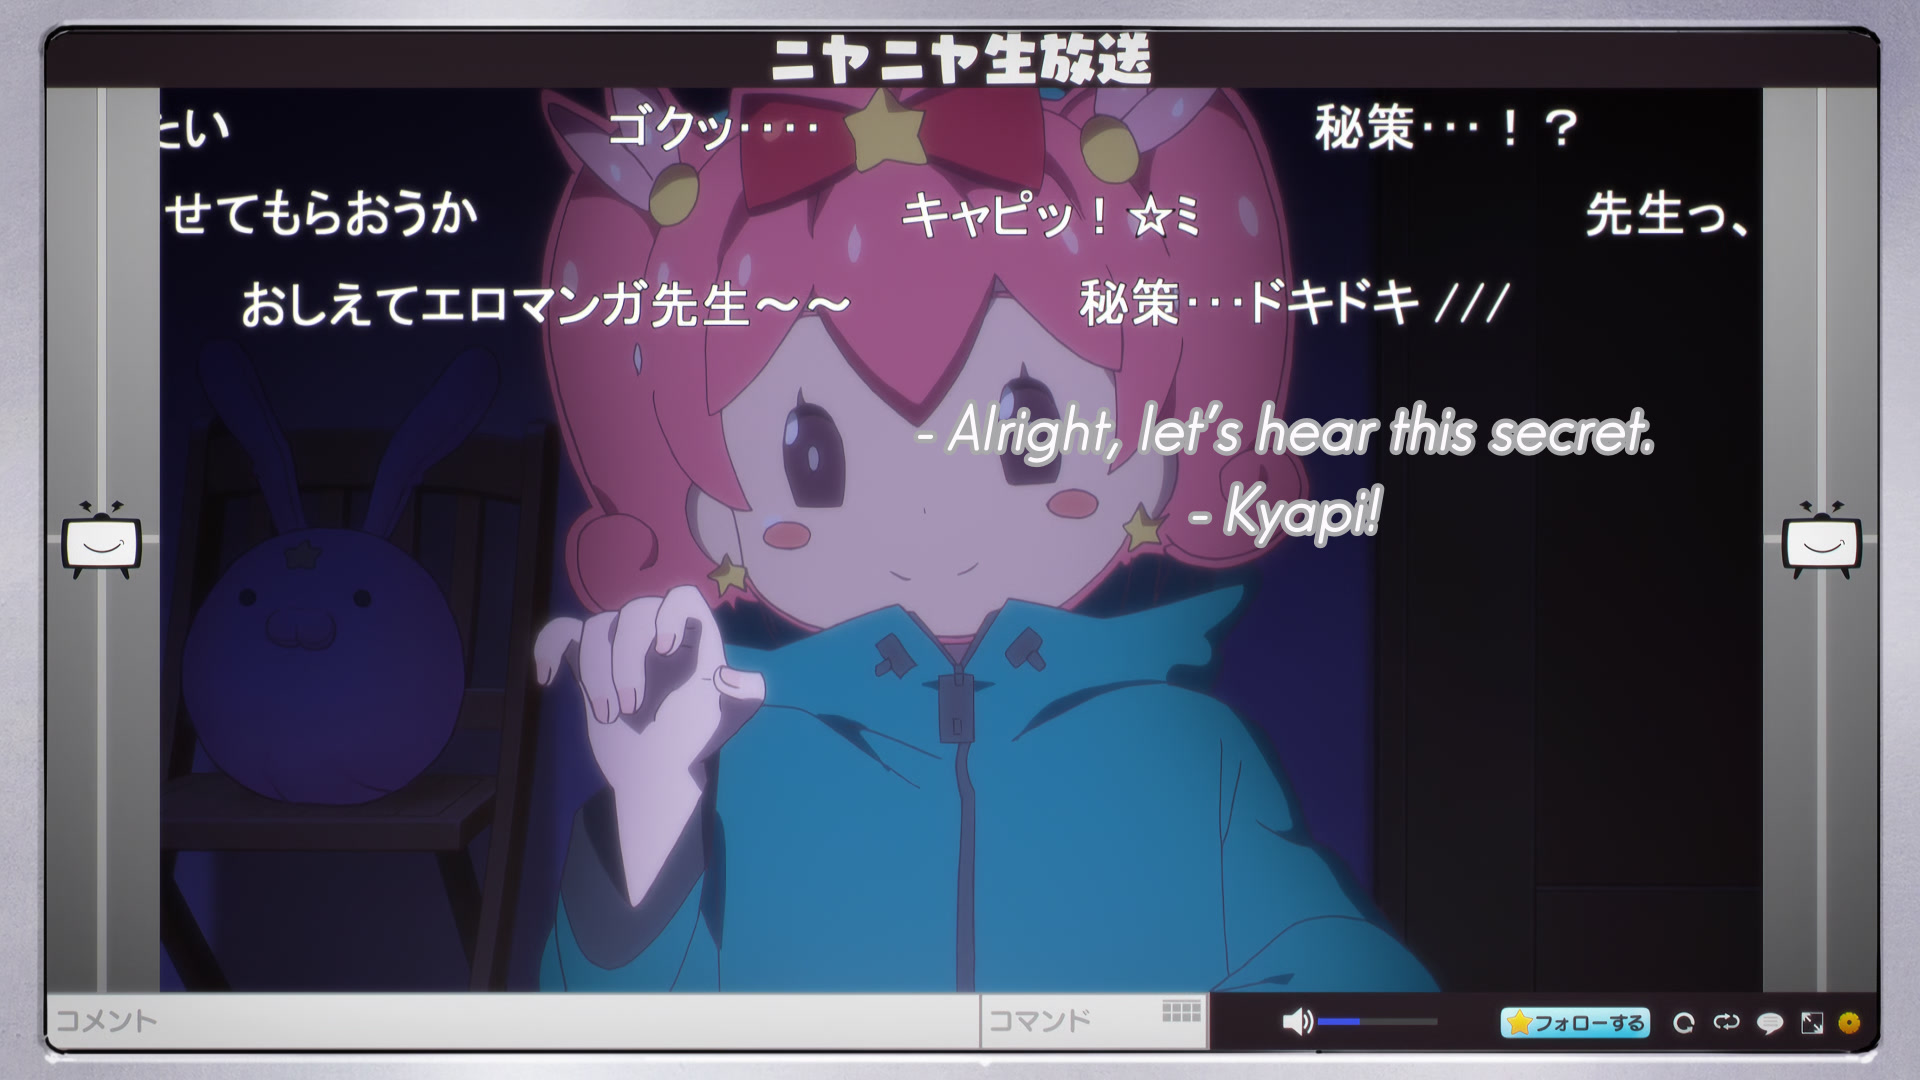 ニヤニヤ生放送
たい
ゴクッ‥‥
秘策…！？
せてもらおうか
キャピッ！☆ミ
先生っ、
おしえてエロマンガ先生～～
秘策…ドキドキ///
- Alright, let's hear this secret.
- Kyapi!
コメント
コマンド
フォローする